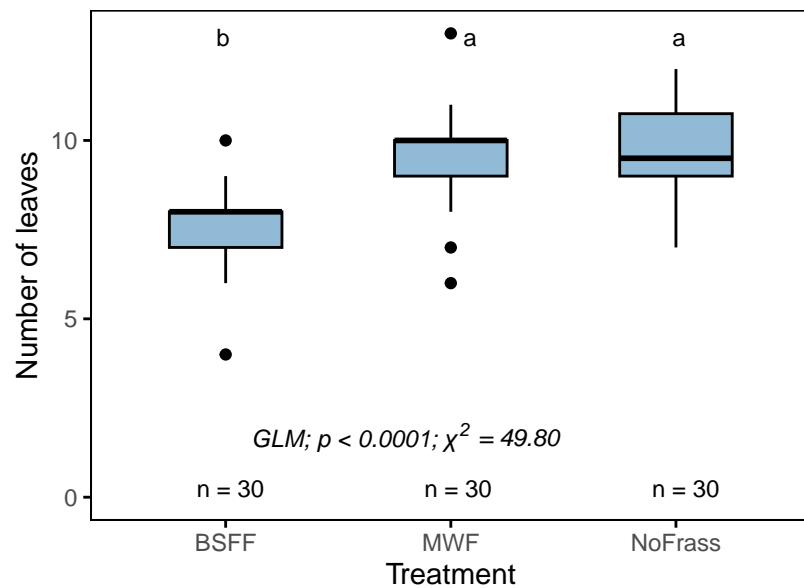 b a a
Number of leaves
10
5
0
GLM; p < 0.0001; χ² = 49.80
n = 30 n = 30 n = 30
BSFF MWF NoFrass
Treatment